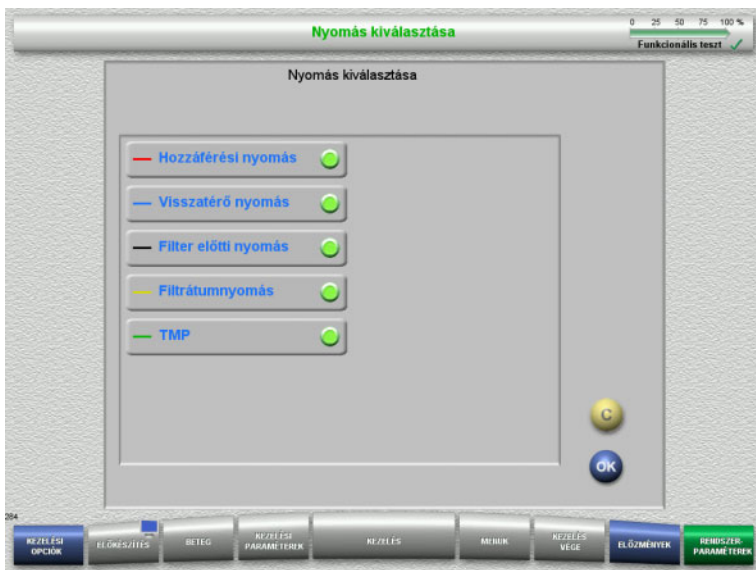 Nyomás kiválasztása
0 25 50 75 100 %
Funkcionális teszt
Nyomás kiválasztása
Hozzáférési nyomás
Visszatérő nyomás
Filter előtti nyomás
Filtrátumnyomás
TMP
C
OK
284
KEZELÉSI OPCIÓK
ELŐKÉSZÍTÉS
BETEG
KEZELÉSI PARAMÉTEREK
KEZELÉS
MENÜK
KEZELÉS VÉGE
ELŐZMÉNYEK
RENDSZER-PARAMÉTEREK